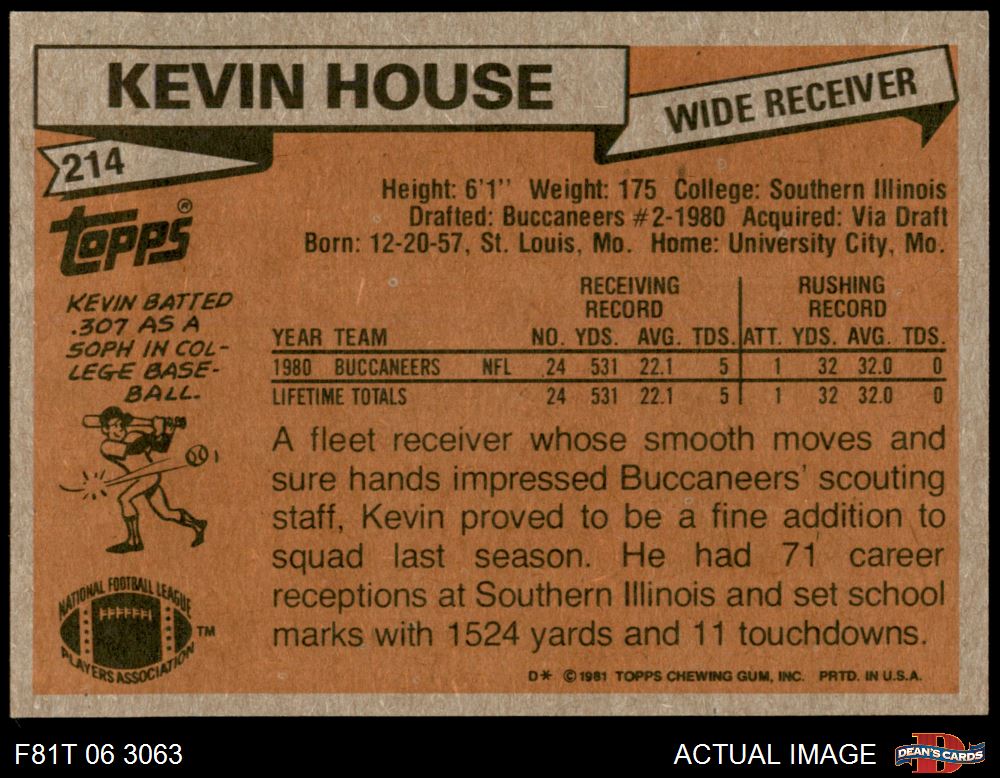 KEVIN HOUSE
WIDE RECEIVER
214
Topps®
Height: 6'1'' Weight: 175 College: Southern Illinois
Drafted: Buccaneers #2-1980 Acquired: Via Draft
Born: 12-20-57, St. Louis, Mo. Home: University City, Mo.
KEVIN BATTED
.307 AS A
SOPH IN COL-
LEGE BASE-
BALL.
RECEIVING RUSHING
RECORD RECORD
YEAR TEAM NO. YDS. AVG. TDS. ATT. YDS. AVG. TDS.
1980 BUCCANEERS NFL 24 531 22.1 5 1 32 32.0 0
LIFETIME TOTALS 24 531 22.1 5 1 32 32.0 0
A fleet receiver whose smooth moves and
sure hands impressed Buccaneers' scouting
staff, Kevin proved to be a fine addition to
squad last season. He had 71 career
receptions at Southern Illinois and set school
marks with 1524 yards and 11 touchdowns.
NATIONAL FOOTBALL LEAGUE
PLAYERS ASSOCIATION
TM
D* ©1981 TOPPS CHEWING GUM, INC. PRTD. IN U.S.A.
F81T 06 3063
ACTUAL IMAGE
D
DEAN'S CARDS